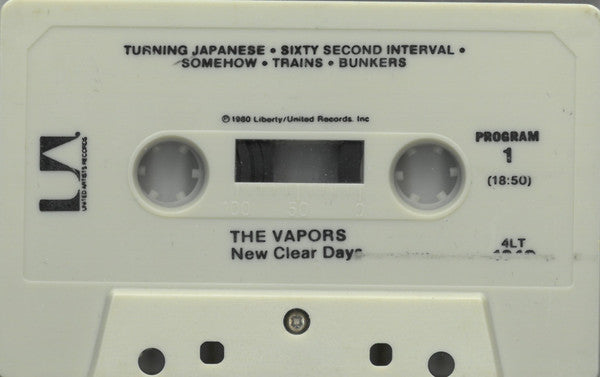 TURNING JAPANESE • SIXTY SECOND INTERVAL •
SOMEHOW • TRAINS • BUNKERS
℗1980 Liberty/United Records, Inc
UA
UNITED ARTISTS RECORDS
PROGRAM
1
(18:50)
100 50 0
THE VAPORS
New Clear Days
4LT